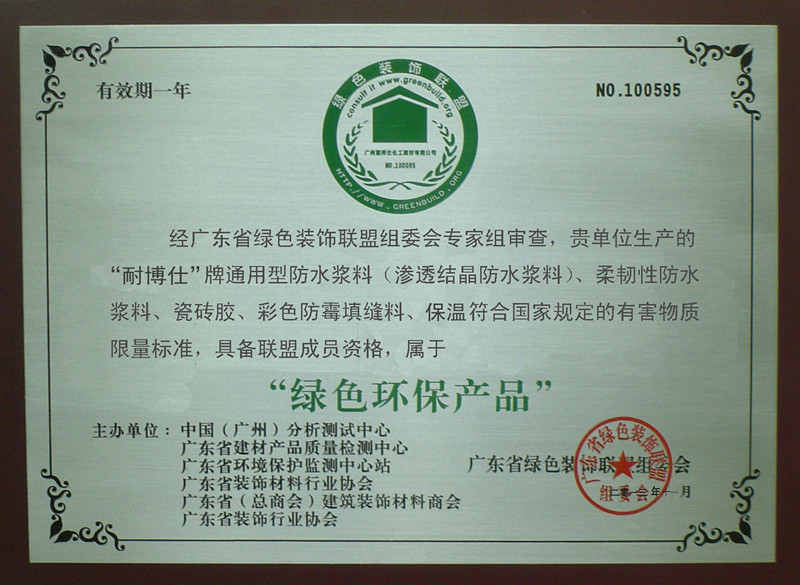 有效期一年
NO.100595
绿色装饰联盟
consult it www.greenbuild.org
NO.100595
HTTP://WWW.GREENBUILD.ORG
经广东省绿色装饰联盟组委会专家组审查，贵单位生产的
“耐博仕”牌通用型防水浆料（渗透结晶防水浆料）、柔韧性防水
浆料、瓷砖胶、彩色防霉填缝料、保温符合国家规定的有害物质
限量标准，具备联盟成员资格，属于
“绿色环保产品”
主办单位：中国（广州）分析测试中心
广东省建材产品质量检测中心
广东省环境保护监测中心站
广东省装饰材料行业协会
广东省（总商会）建筑装饰材料商会
广东省装饰行业协会
广东省绿色装饰联盟组委会
广东省绿色装饰联盟
组委会